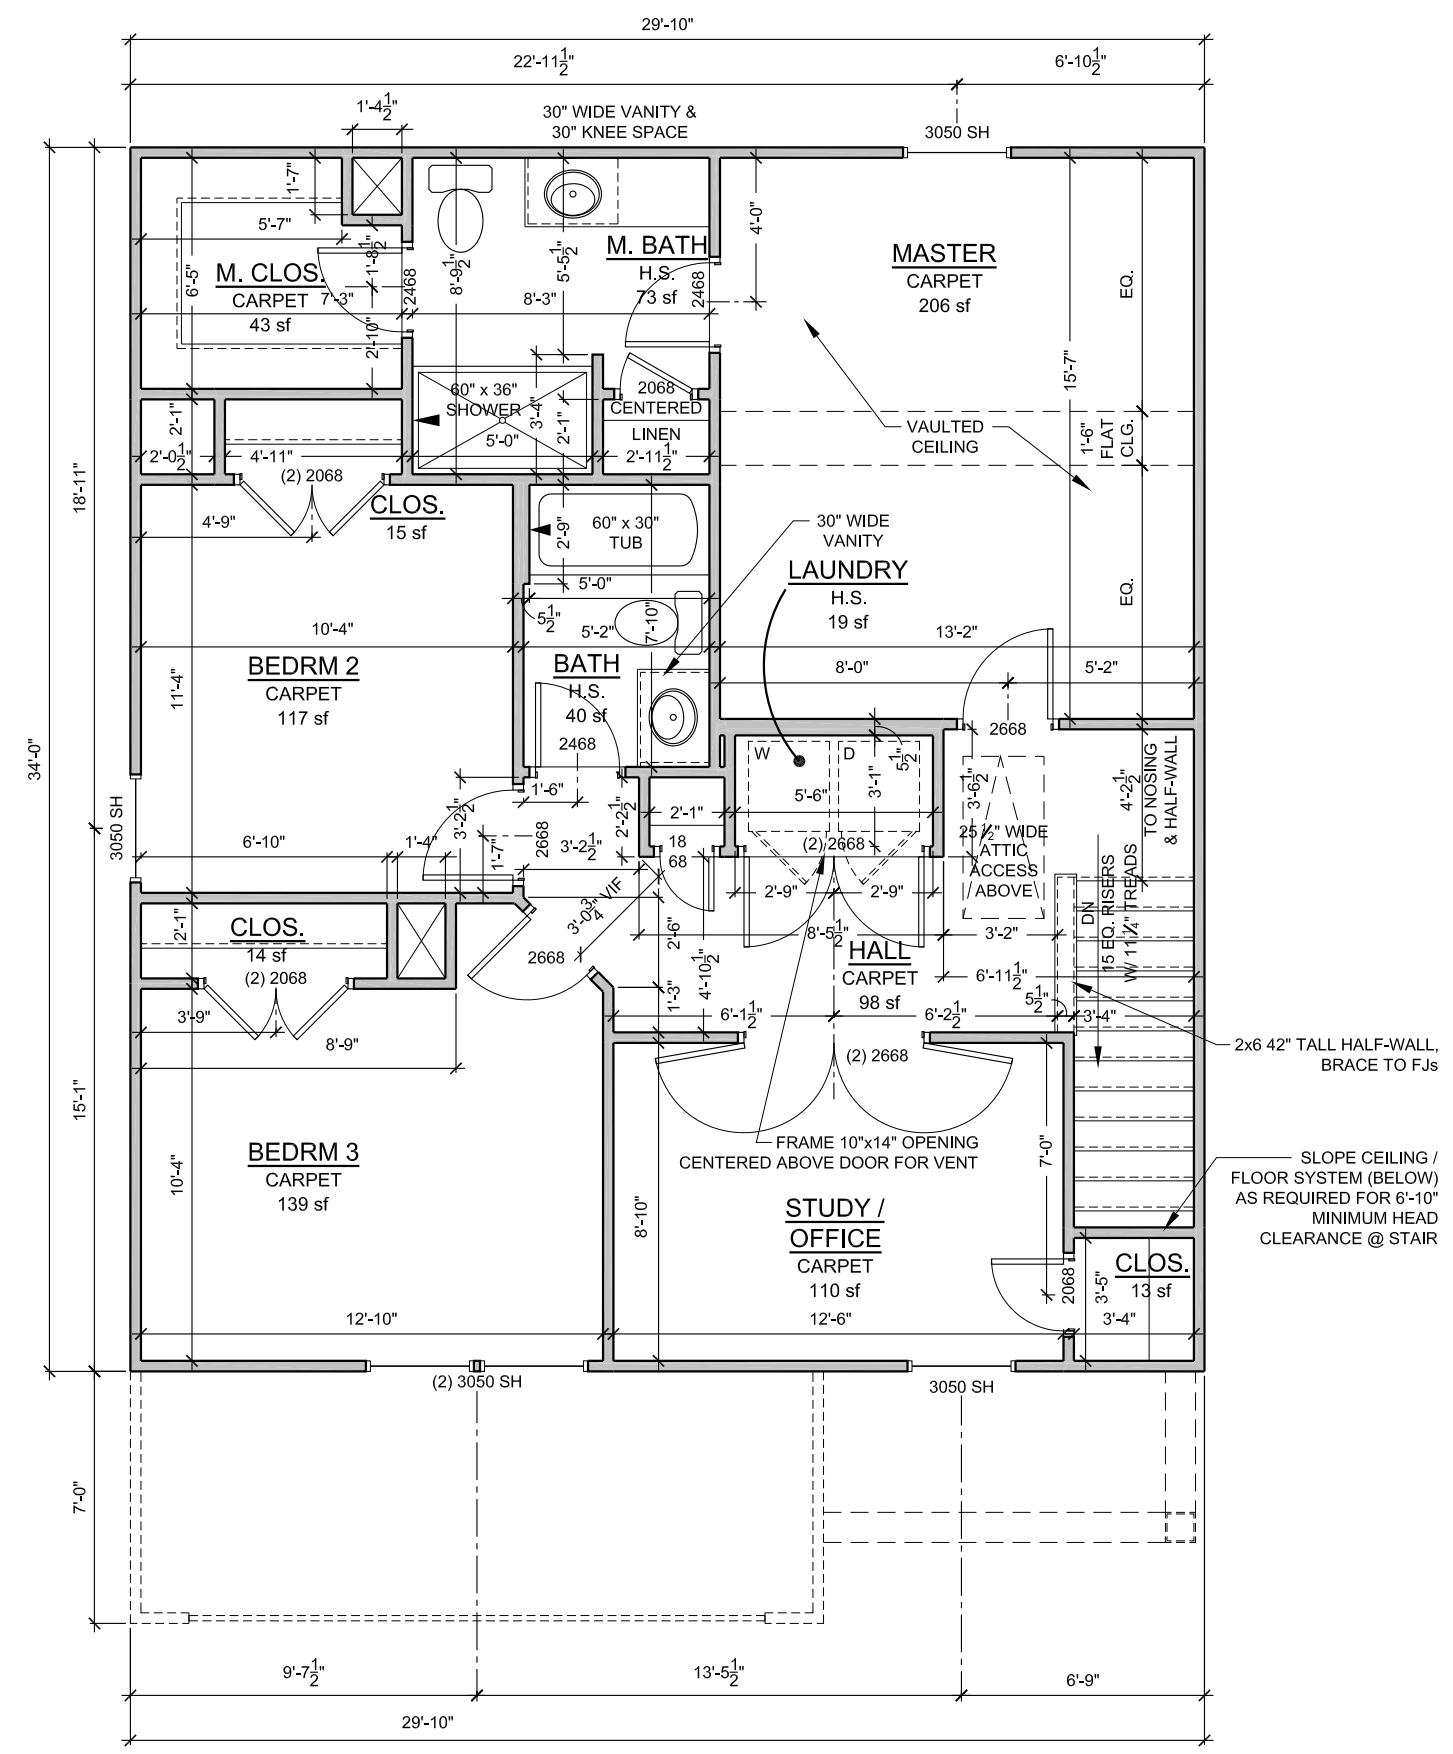 29'-10"
22'-11 1/2"
6'-10 1/2"
1'-4 1/2"
30" WIDE VANITY &
30" KNEE SPACE
3050 SH
1'-7"
5'-7"
1'-8 1/2"
6'-5"
M. CLOS.
CARPET
7'-3"
43 sf
2'-10"
2468
8'-9 1/2"
5'-5 1/2"
M. BATH
H.S.
73 sf
8'-3"
2468
4'-0"
MASTER
CARPET
206 sf
EQ.
15'-7"
60" x 36"
SHOWER
5'-0"
3'-4"
2'-1"
2068
CENTERED
LINEN
2'-11 1/2"
VAULTED
CEILING
1'-6"
FLAT
CLG.
2'-1"
2'-0 1/2"
4'-11"
(2) 2068
CLOS.
15 sf
4'-9"
18'-11"
34'-0"
2'-9"
60" x 30"
TUB
30" WIDE
VANITY
5'-0"
LAUNDRY
H.S.
19 sf
EQ.
5 1/2"
5'-2"
7'-10"
10'-4"
13'-2"
8'-0"
5'-2"
BEDRM 2
CARPET
117 sf
11'-4"
BATH
H.S.
40 sf
2468
2668
W
D
5 1/2"
3'-1"
5'-6"
3'-6 1/2"
4'-2 1/2"
TO NOSING
& HALF-WALL
3050 SH
1'-6"
3'-2 1/2"
2'-2 1/2"
2'-1"
6'-10"
1'-4"
1'-7"
2668
3'-2 1/2"
18
68
(2) 2668
25 1/2" WIDE
ATTIC
ACCESS
ABOVE
2'-9"
2'-9"
3'-0 3/4" VIF
DN
15 EQ. RISERS
W/ 11 1/4" TREADS
2'-1"
CLOS.
14 sf
(2) 2068
2668
2'-6"
8'-5 1/2"
3'-2"
HALL
CARPET
98 sf
4'-10 1/2"
1'-3"
6'-11 1/2"
5 1/2"
3'-4"
3'-9"
8'-9"
6'-1 1/2"
6'-2 1/2"
(2) 2668
2x6 42" TALL HALF-WALL,
BRACE TO FJs
15'-1"
BEDRM 3
CARPET
139 sf
10'-4"
FRAME 10"x14" OPENING
CENTERED ABOVE DOOR FOR VENT
7'-0"
SLOPE CEILING /
FLOOR SYSTEM (BELOW)
AS REQUIRED FOR 6'-10"
MINIMUM HEAD
CLEARANCE @ STAIR
8'-10"
STUDY /
OFFICE
CARPET
110 sf
2068
3'-5"
CLOS.
13 sf
3'-4"
12'-10"
12'-6"
(2) 3050 SH
3050 SH
7'-0"
9'-7 1/2"
13'-5 1/2"
6'-9"
29'-10"